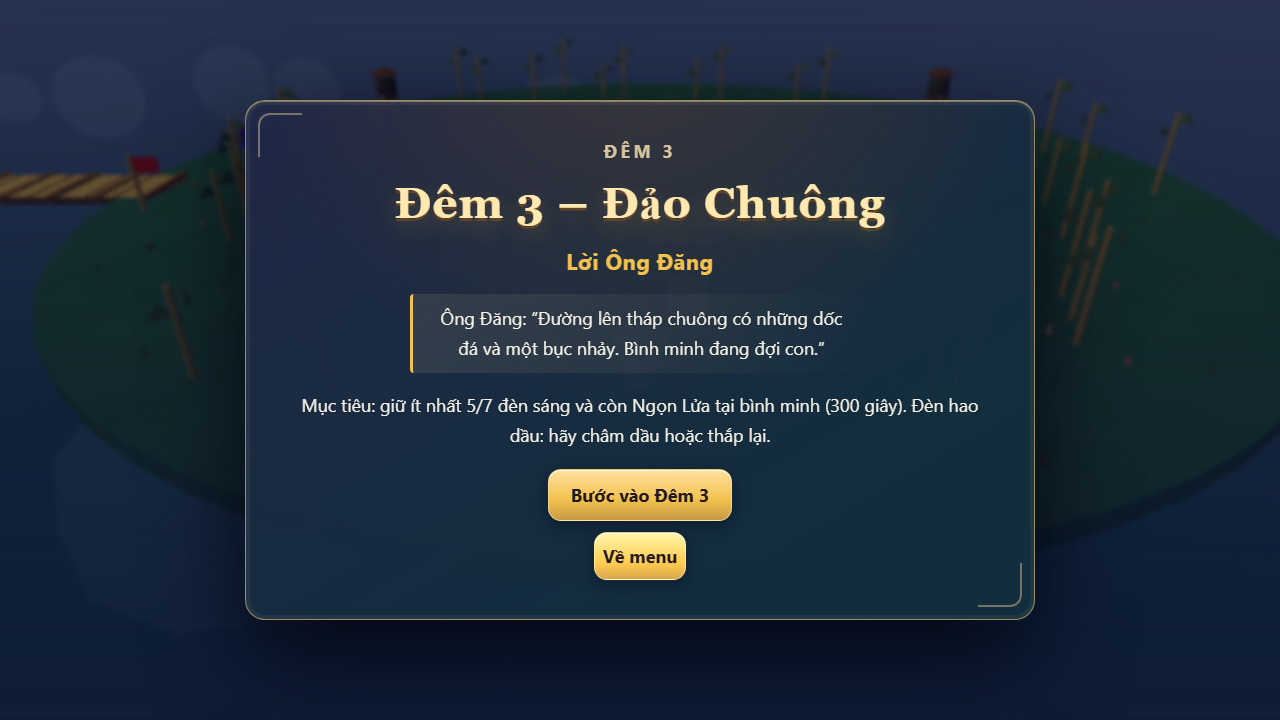 ĐÊM 3
Đêm 3 – Đảo Chuông
Lời Ông Đăng
Ông Đăng: “Đường lên tháp chuông có những dốc
đá và một bục nhảy. Bình minh đang đợi con.”
Mục tiêu: giữ ít nhất 5/7 đèn sáng và còn Ngọn Lửa tại bình minh (300 giây). Đèn hao
dầu: hãy châm dầu hoặc thắp lại.
Bước vào Đêm 3
Về menu